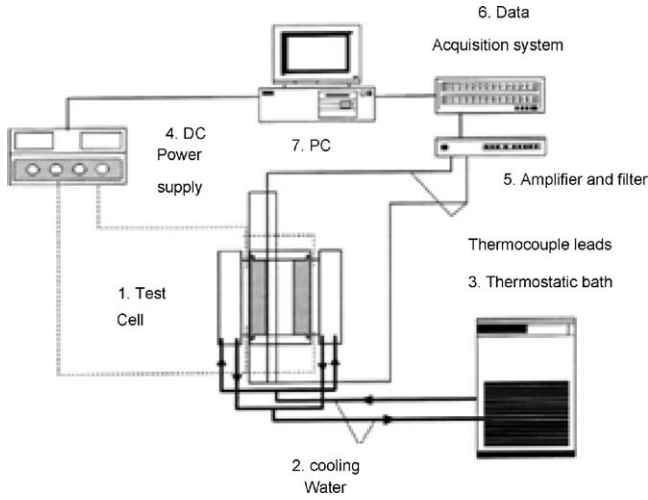 6. Data
Acquisition system
4. DC
Power
supply
7. PC
5. Amplifier and filter
Thermocouple leads
3. Thermostatic bath
1. Test
Cell
2. cooling
Water